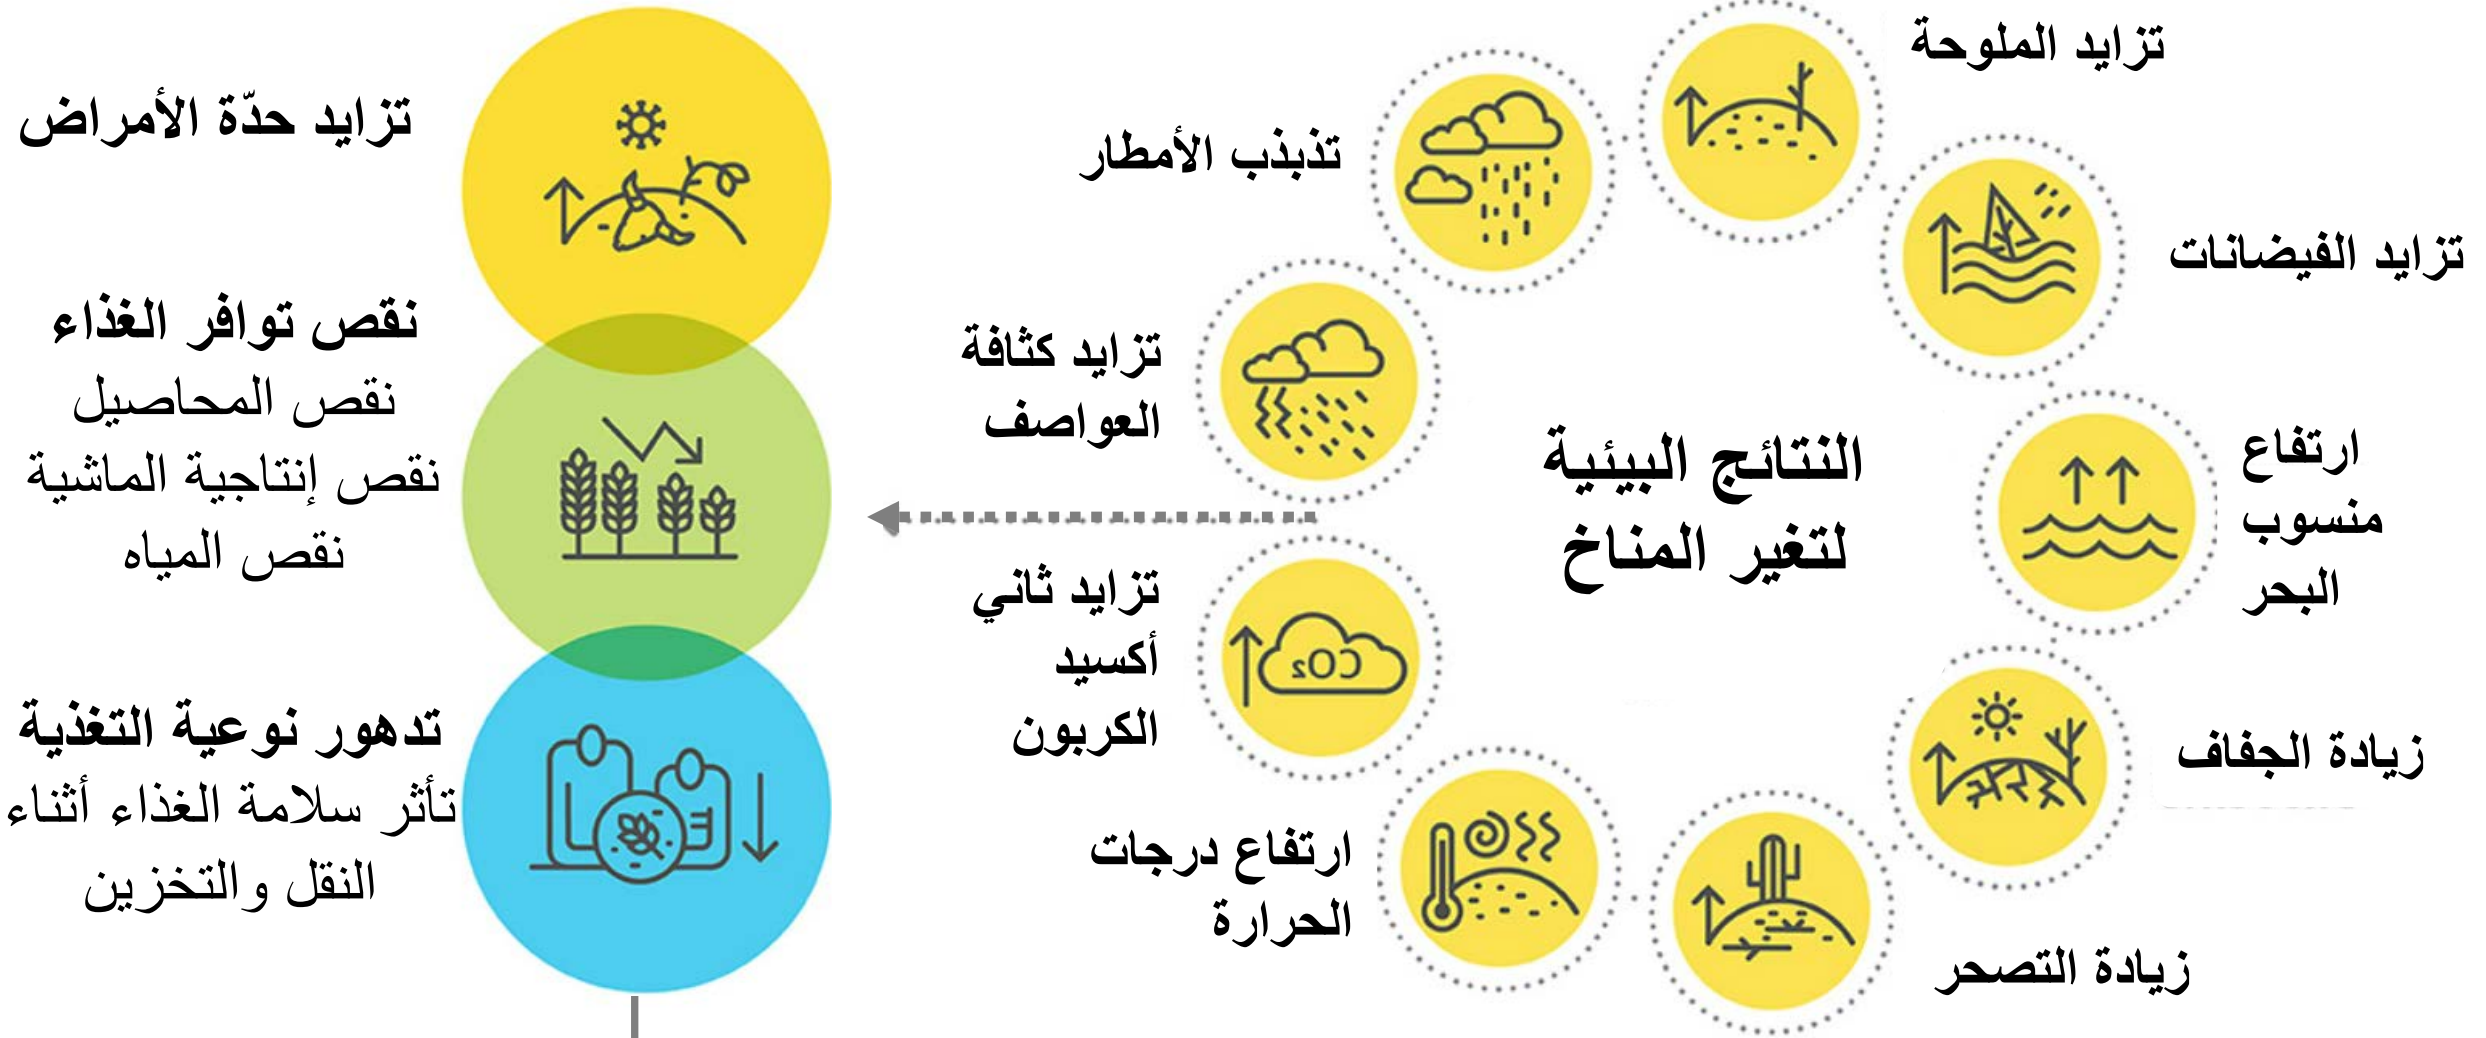 النتائج البيئية
لتغير المناخ
تزايد الملوحة
تزايد الفيضانات
ارتفاع
منسوب
البحر
زيادة الجفاف
زيادة التصحر
ارتفاع درجات
الحرارة
تزايد ثاني
أكسيد
الكربون
CO₂
تزايد كثافة
العواصف
تذبذب الأمطار
تزايد حدّة الأمراض
نقص توافر الغذاء
نقص المحاصيل
نقص إنتاجية الماشية
نقص المياه
تدهور نوعية التغذية
تأثر سلامة الغذاء أثناء
النقل والتخزين